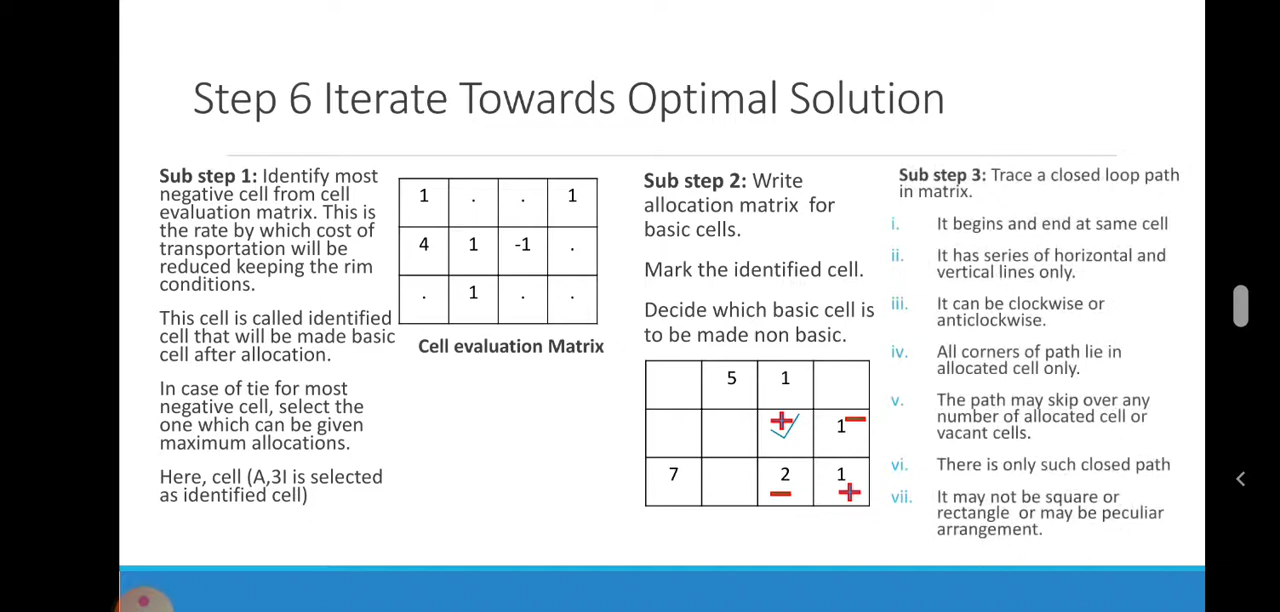 Step 6 Iterate Towards Optimal Solution
Sub step 1: Identify most
negative cell from cell
evaluation matrix. This is
the rate by which cost of
transportation will be
reduced keeping the rim
conditions.
This cell is called identified
cell that will be made basic
cell after allocation.
In case of tie for most
negative cell, select the
one which can be given
maximum allocations.
Here, cell (A,3I is selected
as identified cell)
1 . . 1
4 1 -1 .
. 1 . .
Cell evaluation Matrix
Sub step 2: Write
allocation matrix for
basic cells.
Mark the identified cell.
Decide which basic cell is
to be made non basic.
5 1
+ ✓ 1 −
7 2 1
− +
Sub step 3: Trace a closed loop path
in matrix.
i. It begins and end at same cell
ii. It has series of horizontal and
vertical lines only.
iii. It can be clockwise or
anticlockwise.
iv. All corners of path lie in
allocated cell only.
v. The path may skip over any
number of allocated cell or
vacant cells.
vi. There is only such closed path
vii. It may not be square or
rectangle or may be peculiar
arrangement.